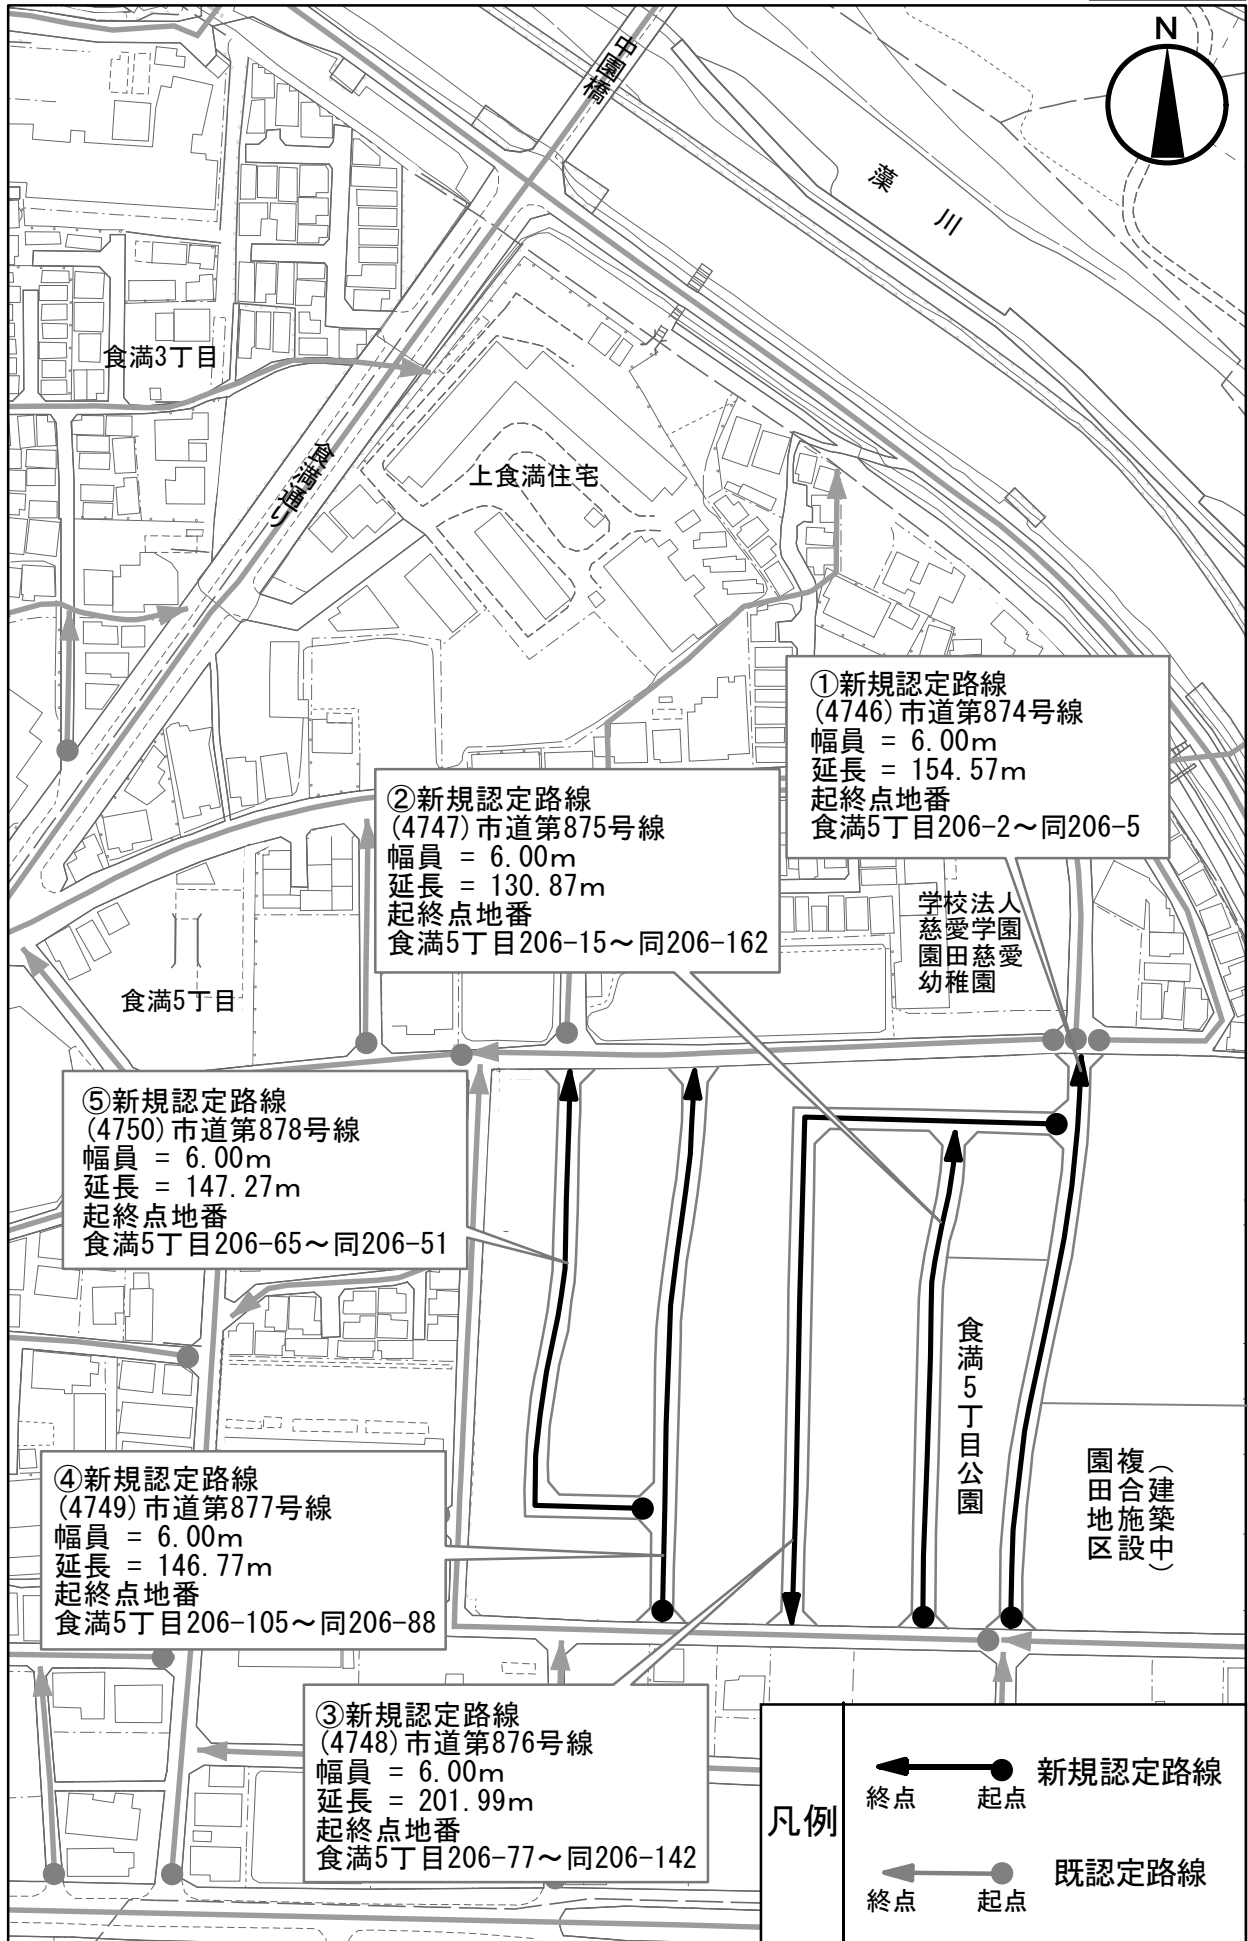 N
中園橋
藻川
食満3丁目
食満通り
上食満住宅
①新規認定路線
(4746)市道第874号線
幅員 = 6.00m
延長 = 154.57m
起終点地番
食満5丁目206-2～同206-5
②新規認定路線
(4747)市道第875号線
幅員 = 6.00m
延長 = 130.87m
起終点地番
食満5丁目206-15～同206-162
学校法人
慈愛学園
園田慈愛
幼稚園
食満5丁目
⑤新規認定路線
(4750)市道第878号線
幅員 = 6.00m
延長 = 147.27m
起終点地番
食満5丁目206-65～同206-51
食満5丁目公園
(建築中)
複合施設
園田地区
④新規認定路線
(4749)市道第877号線
幅員 = 6.00m
延長 = 146.77m
起終点地番
食満5丁目206-105～同206-88
③新規認定路線
(4748)市道第876号線
幅員 = 6.00m
延長 = 201.99m
起終点地番
食満5丁目206-77～同206-142
凡例
新規認定路線
終点 起点
既認定路線
終点 起点